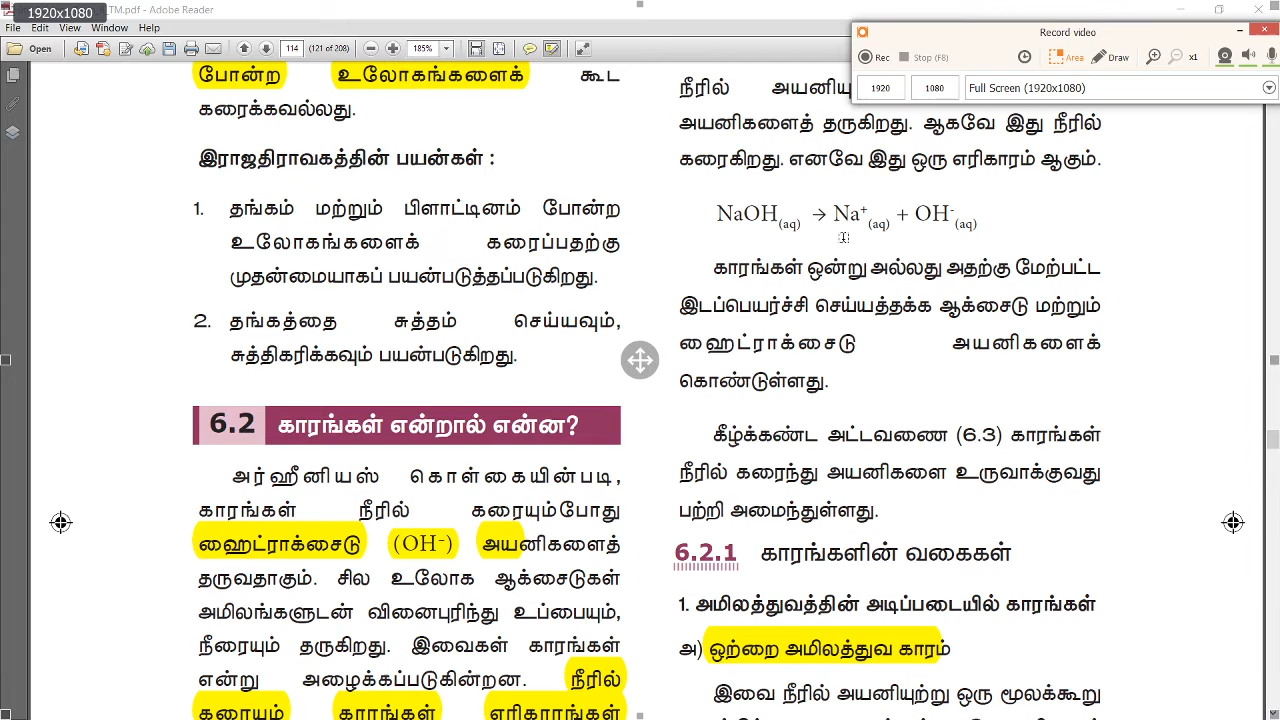 1920x1080
_TM.pdf - Adobe Reader
File Edit View Window Help
Open
114 (121 of 208)
185%
Record video
Rec
Stop (F8)
Area
Draw
x1
1920
1080
Full Screen (1920x1080)
போன்ற உலோகங்களைக் கூட
கரைக்கவல்லது.
இராஜதிராவகத்தின் பயன்கள் :
1. தங்கம் மற்றும் பிளாட்டினம் போன்ற
உலோகங்களைக் கரைப்பதற்கு
முதன்மையாகப் பயன்படுத்தப்படுகிறது.
2. தங்கத்தை சுத்தம் செய்யவும்,
சுத்திகரிக்கவும் பயன்படுகிறது.
6.2 காரங்கள் என்றால் என்ன?
அர்ஹீனியஸ் கொள்கையின்படி,
காரங்கள் நீரில் கரையும்போது
ஹைட்ராக்சைடு (OH⁻) அயனிகளைத்
தருவதாகும். சில உலோக ஆக்சைடுகள்
அமிலங்களுடன் வினைபுரிந்து உப்பையும்,
நீரையும் தருகிறது. இவைகள் காரங்கள்
என்று அழைக்கப்படுகின்றன. நீரில்
கரையும் காரங்கள் எரிகாரங்கள்
நீரில்
அயனிகளைத் தருகிறது. ஆகவே இது நீரில்
கரைகிறது. எனவே இது ஒரு எரிகாரம் ஆகும்.
NaOH(aq) → Na⁺(aq) + OH⁻(aq)
காரங்கள் ஒன்று அல்லது அதற்கு மேற்பட்ட
இடப்பெயர்ச்சி செய்யத்தக்க ஆக்சைடு மற்றும்
ஹைட்ராக்சைடு அயனிகளைக்
கொண்டுள்ளது.
கீழ்க்கண்ட அட்டவணை (6.3) காரங்கள்
நீரில் கரைந்து அயனிகளை உருவாக்குவது
பற்றி அமைந்துள்ளது.
6.2.1 காரங்களின் வகைகள்
1. அமிலத்துவத்தின் அடிப்படையில் காரங்கள்
அ) ஒற்றை அமிலத்துவ காரம்
இவை நீரில் அயனியுற்று ஒரு மூலக்கூறு